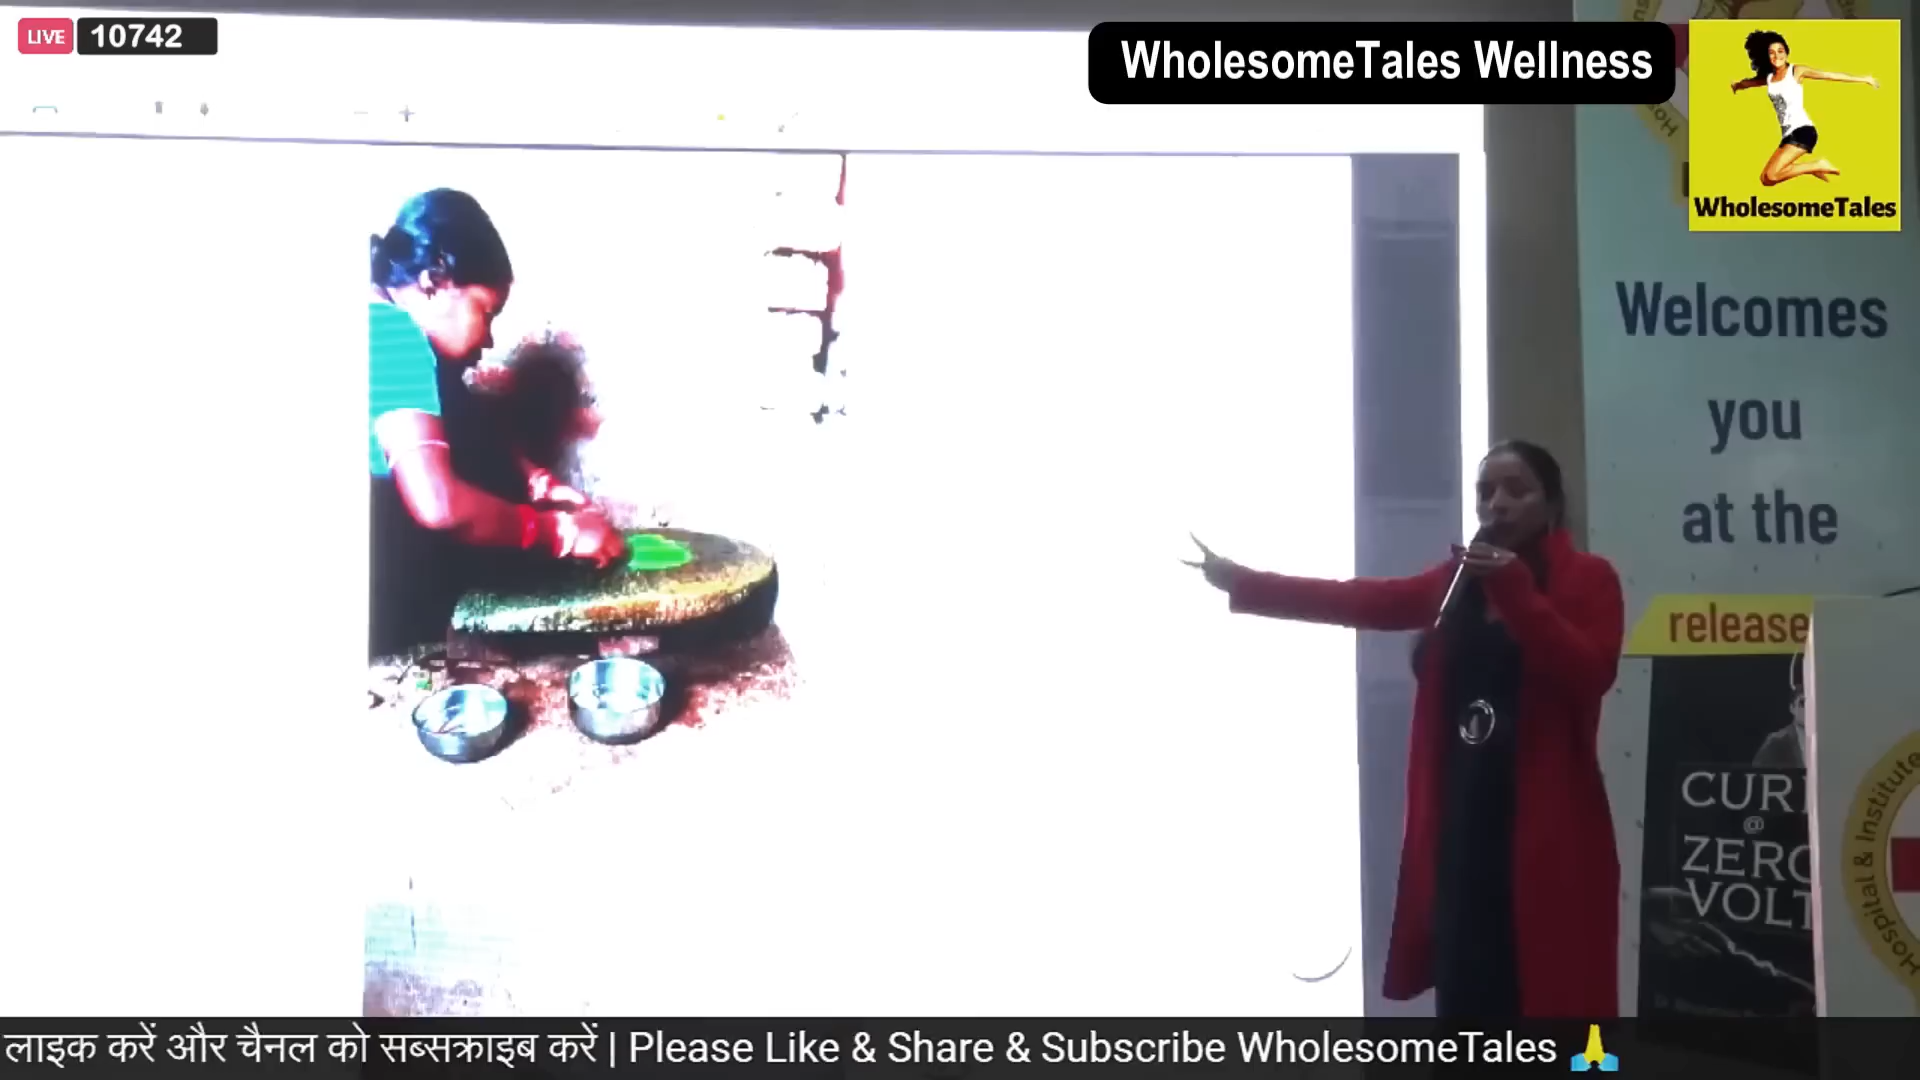 LIVE 10742
WholesomeTales Wellness
WholesomeTales
Welcomes
you
at the
release
CURE
@
ZERO
VOLT
Hospital & Institute
लाइक करें और चैनल को सब्सक्राइब करें | Please Like & Share & Subscribe WholesomeTales 🙏